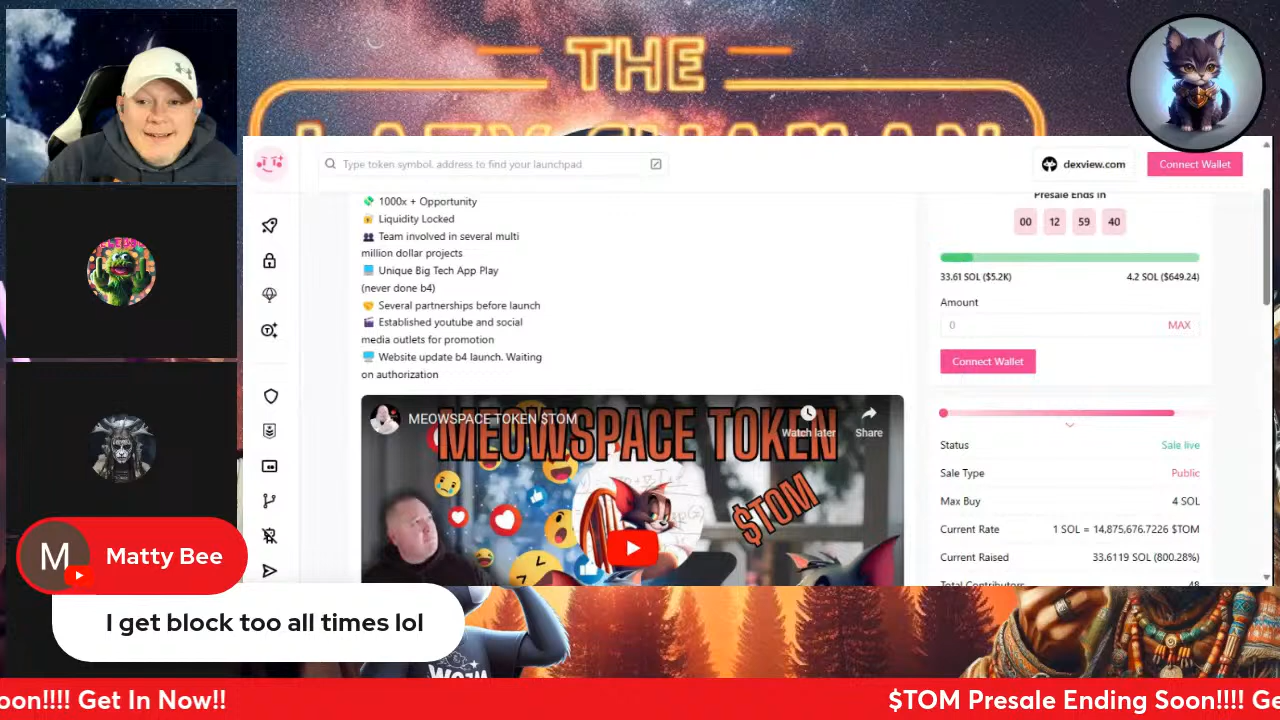 THE
LAZY SHAMAN
Type token symbol, address to find your launchpad
dexview.com
Connect Wallet
1000x + Opportunity
Liquidity Locked
Team involved in several multi
million dollar projects
Unique Big Tech App Play
(never done b4)
Several partnerships before launch
Established youtube and social
media outlets for promotion
Website update b4 launch. Waiting
on authorization
MEOWSPACE TOKEN $TOM
Watch later
Share
MEOWSPACE TOKEN
$TOM
Presale Ends In
00 12 59 40
33.61 SOL ($5.2K) 4.2 SOL ($649.24)
Amount
0 MAX
Connect Wallet
Status Sale live
Sale Type Public
Max Buy 4 SOL
Current Rate 1 SOL = 14,875,676.7226 $TOM
Current Raised 33.6119 SOL (800.28%)
Total Contributors 48
M
Matty Bee
I get block too all times lol
oon!!!! Get In Now!! $TOM Presale Ending Soon!!!! Ge